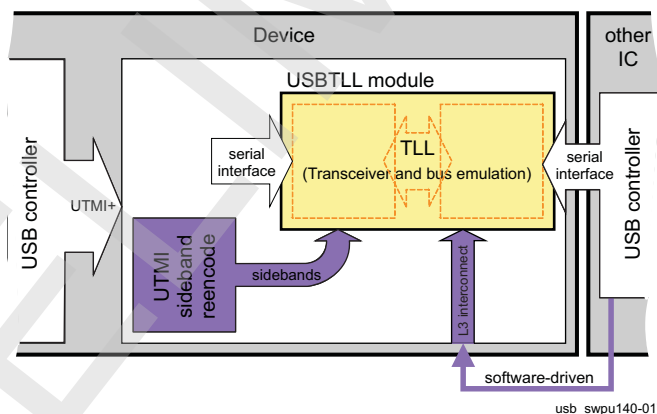 Device
other
IC
USBTLL module
TLL
(Transceiver and bus emulation)
serial
interface
serial
interface
USB controller
UTMI+
USB controller
UTMI
sideband
reencode
sidebands
L3 interconnect
software-driven
usb_swpu140-01